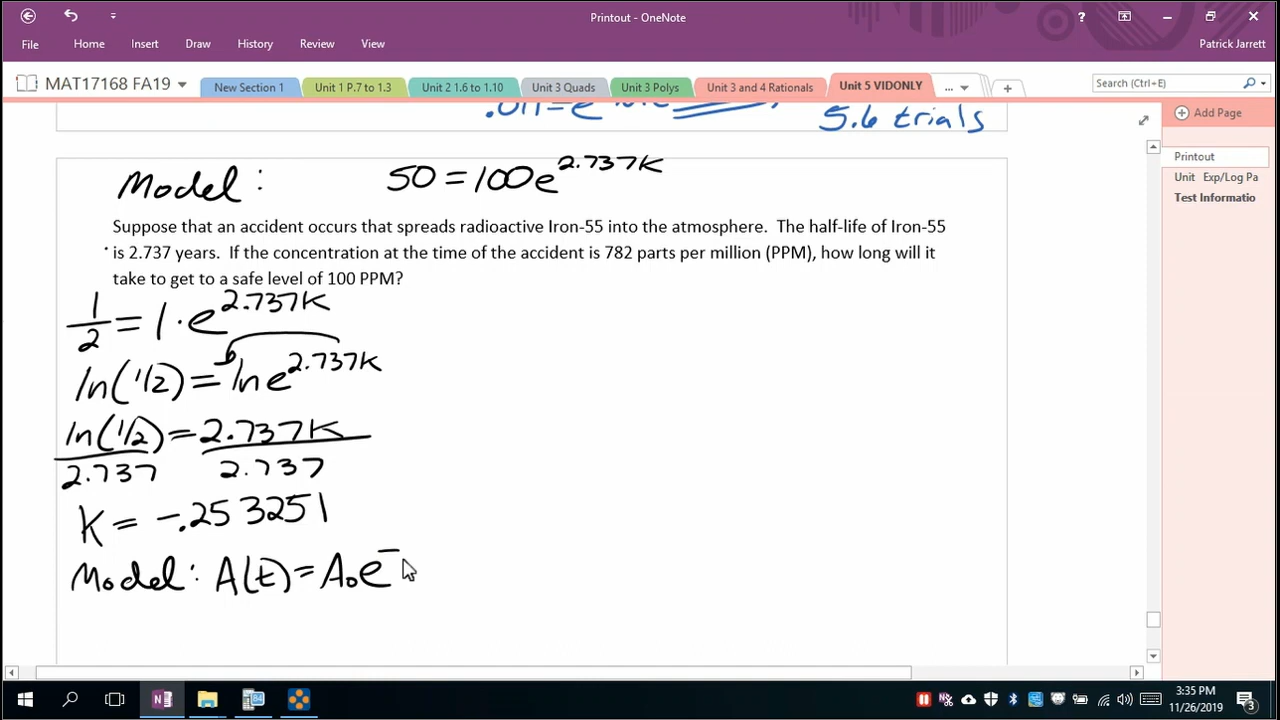 Printout - OneNote
File Home Insert Draw History Review View
Patrick Jarrett
MAT17168 FA19
New Section 1
Unit 1 P.7 to 1.3
Unit 2 1.6 to 1.10
Unit 3 Quads
Unit 3 Polys
Unit 3 and 4 Rationals
Unit 5 VIDONLY
...
Search (Ctrl+E)
Add Page
Printout
Unit Exp/Log Pa
Test Informatio
5.6 trials
Model: 50=100e^2.737K
Suppose that an accident occurs that spreads radioactive Iron-55 into the atmosphere. The half-life of Iron-55
is 2.737 years. If the concentration at the time of the accident is 782 parts per million (PPM), how long will it
take to get to a safe level of 100 PPM?
1/2 = 1·e^2.737K
ln(1/2) = ln e^2.737K
ln(1/2) = 2.737K
2.737 2.737
K = -.253251
Model: A(t) = A₀e^-
3:35 PM
11/26/2019
3